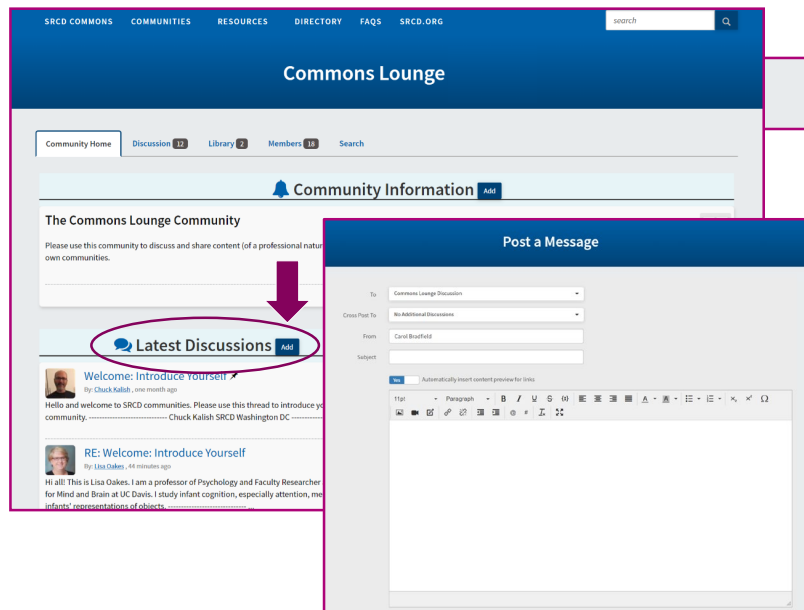 SRCD COMMONS COMMUNITIES RESOURCES DIRECTORY FAQS SRCD.ORG
search
Commons Lounge
Community Home Discussion 12 Library 2 Members 18 Search
Community Information Add
The Commons Lounge Community
Please use this community to discuss and share content (of a professional natur
own communities.
Latest Discussions Add
Welcome: Introduce Yourself
By: Chuck Kalish , one month ago
Hello and welcome to SRCD communities. Please use this thread to introduce yo
community. ------------------------------ Chuck Kalish SRCD Washington DC -----------
RE: Welcome: Introduce Yourself
By: Lisa Oakes , 44 minutes ago
Hi all! This is Lisa Oakes. I am a professor of Psychology and Faculty Researcher
for Mind and Brain at UC Davis. I study infant cognition, especially attention, me
infants' representations of objects. ------------------------------ ...
Post a Message
To Commons Lounge Discussion
Cross Post To No Additional Discussions
From Carol Bradfield
Subject
Yes Automatically insert content preview for links
11pt Paragraph B I U S {;} A A x₂ x² Ω
@ #